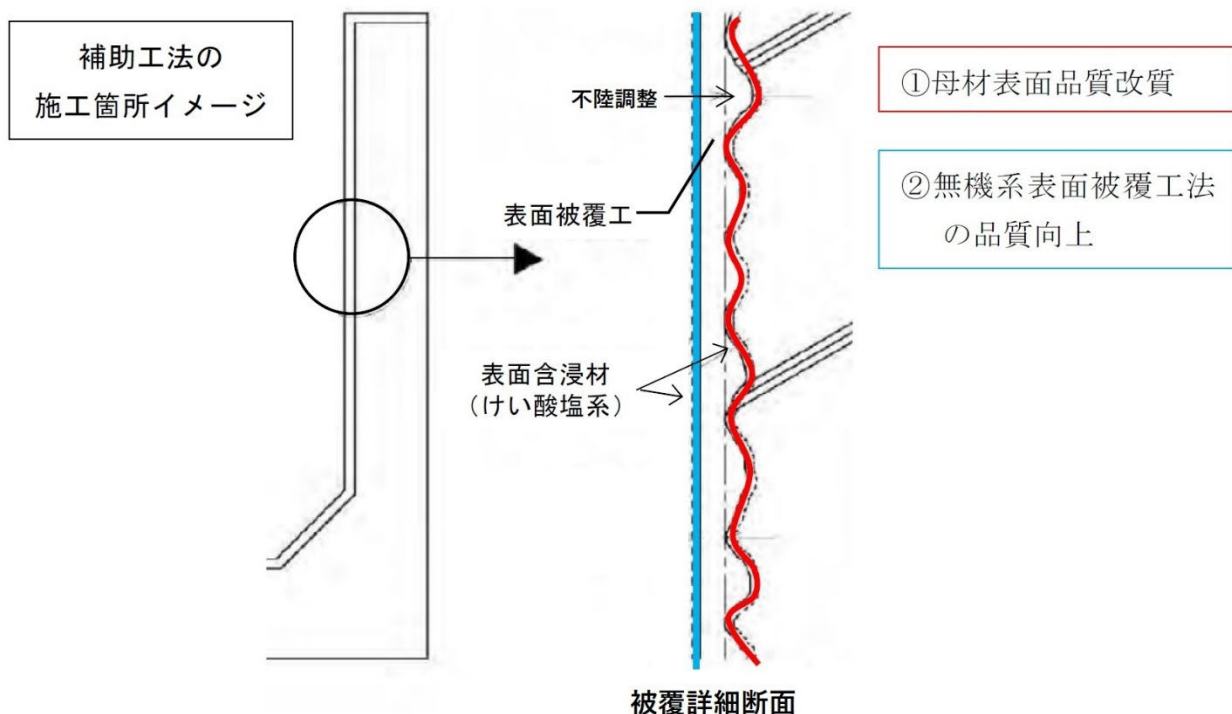 補助工法の
施工箇所イメージ
不陸調整
表面被覆工
表面含浸材
（けい酸塩系）
①母材表面品質改質
②無機系表面被覆工法
の品質向上
被覆詳細断面